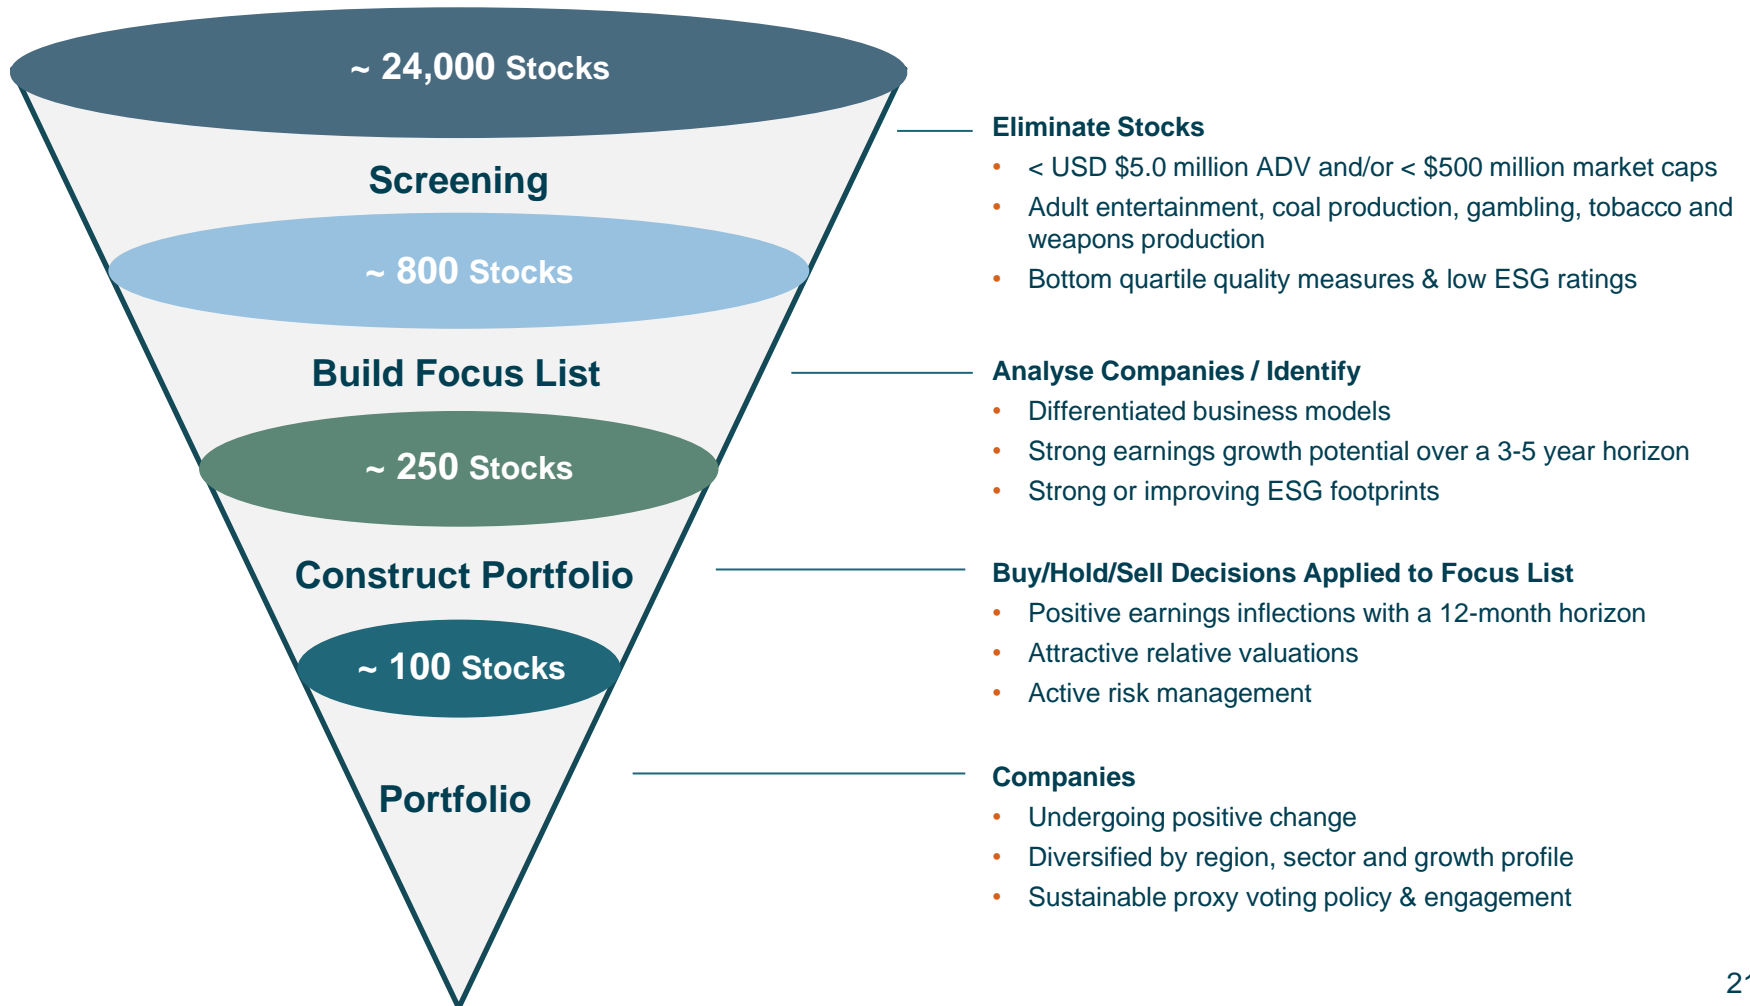 ~ 24,000 Stocks
Screening
~ 800 Stocks
Build Focus List
~ 250 Stocks
Construct Portfolio
~ 100 Stocks
Portfolio
Eliminate Stocks
• < USD $5.0 million ADV and/or < $500 million market caps
• Adult entertainment, coal production, gambling, tobacco and
weapons production
• Bottom quartile quality measures & low ESG ratings
Analyse Companies / Identify
• Differentiated business models
• Strong earnings growth potential over a 3-5 year horizon
• Strong or improving ESG footprints
Buy/Hold/Sell Decisions Applied to Focus List
• Positive earnings inflections with a 12-month horizon
• Attractive relative valuations
• Active risk management
Companies
• Undergoing positive change
• Diversified by region, sector and growth profile
• Sustainable proxy voting policy & engagement
21